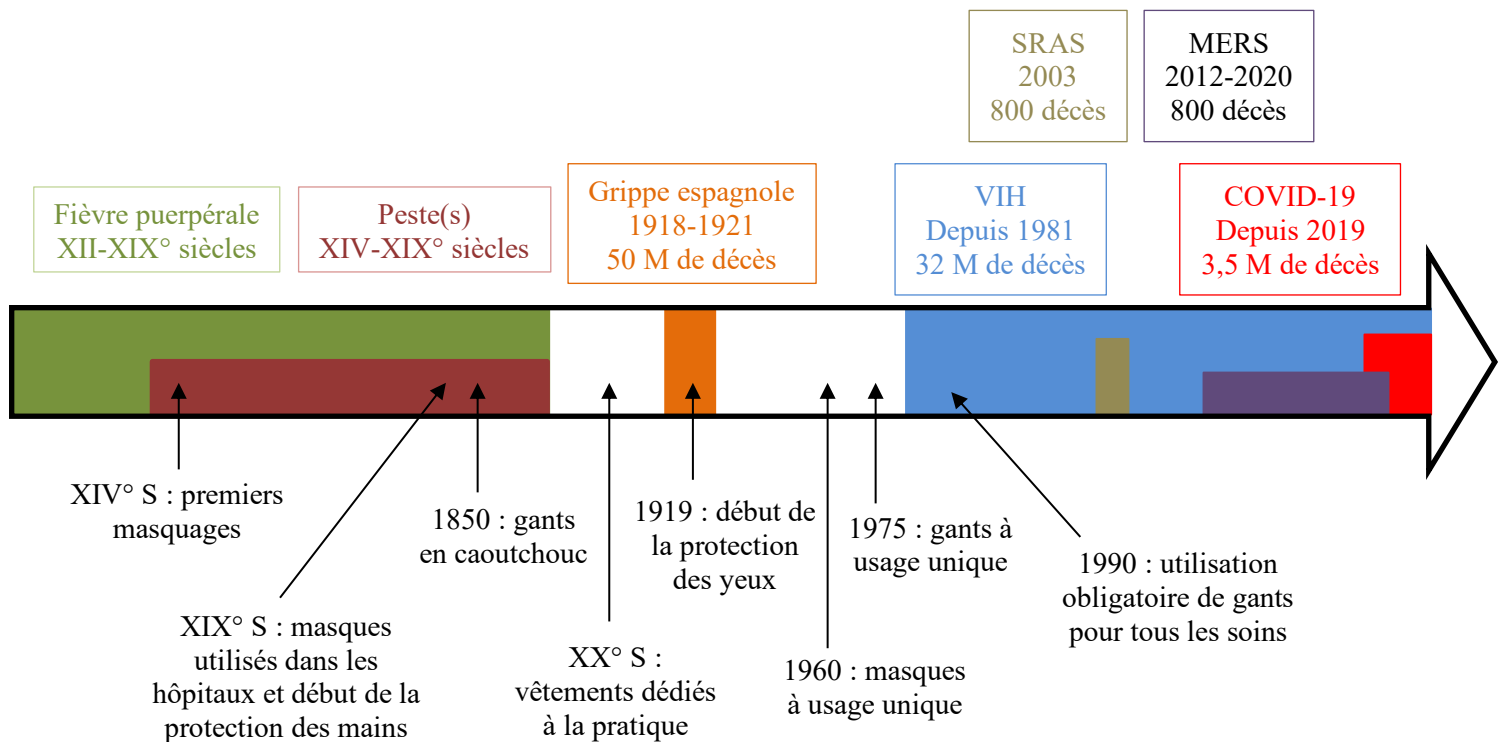 SRAS
2003
800 décès
MERS
2012-2020
800 décès
Fièvre puerpérale
XII-XIX° siècles
Peste(s)
XIV-XIX° siècles
Grippe espagnole
1918-1921
50 M de décès
VIH
Depuis 1981
32 M de décès
COVID-19
Depuis 2019
3,5 M de décès
XIV° S : premiers
masquages
XIX° S : masques
utilisés dans les
hôpitaux et début de la
protection des mains
1850 : gants
en caoutchouc
XX° S :
vêtements dédiés
à la pratique
1919 : début de
la protection
des yeux
1960 : masques
à usage unique
1975 : gants à
usage unique
1990 : utilisation
obligatoire de gants
pour tous les soins